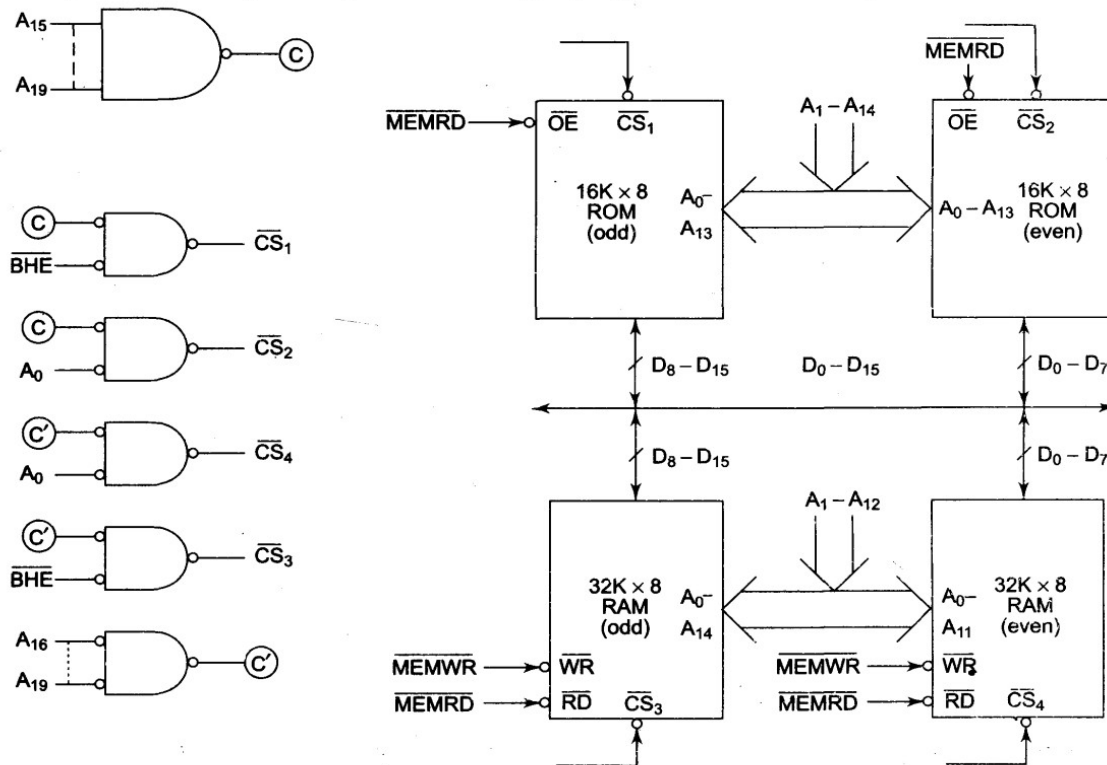 A15
A19
C
C
BHE
CS1
C
A0
CS2
C'
A0
CS4
C'
BHE
CS3
A16
A19
C'
MEMRD
OE
CS1
16K × 8
ROM
(odd)
A0–
A13
A1 – A14
MEMRD
OE
CS2
A0 – A13
16K × 8
ROM
(even)
D8 – D15
D0 – D15
D0 – D7
D8 – D15
D0 – D7
A1 – A12
32K × 8
RAM
(odd)
A0–
A14
MEMWR
WR
MEMRD
RD
CS3
A0–
A11
32K × 8
RAM
(even)
MEMWR
WR
MEMRD
RD
CS4